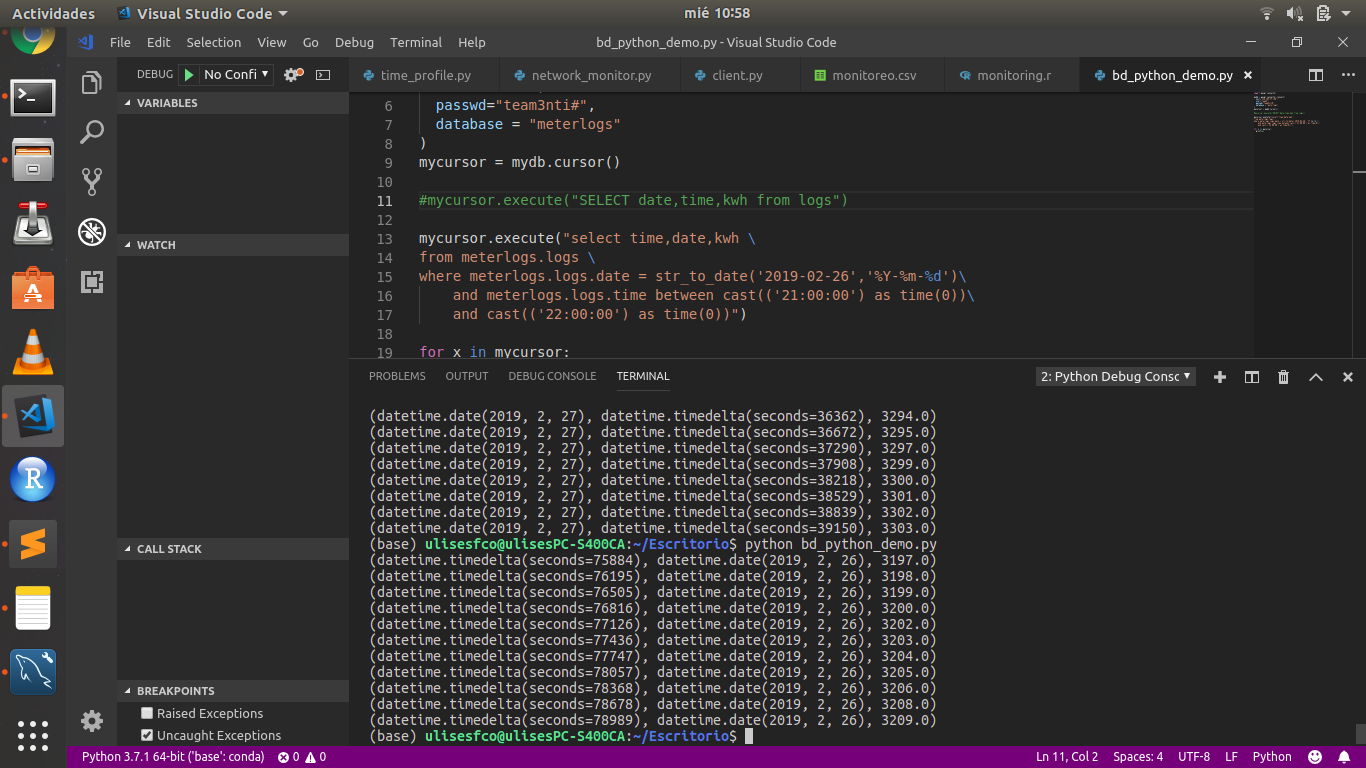 Actividades Visual Studio Code mié 10:58
File Edit Selection View Go Debug Terminal Help bd_python_demo.py - Visual Studio Code
DEBUG No Confi time_profile.py network_monitor.py client.py monitoreo.csv monitoring.r bd_python_demo.py
VARIABLES
WATCH
CALL STACK
BREAKPOINTS
Raised Exceptions
Uncaught Exceptions
6 passwd="team3nti#",
7 database = "meterlogs"
8 )
9 mycursor = mydb.cursor()
10
11 #mycursor.execute("SELECT date,time,kwh from logs")
12
13 mycursor.execute("select time,date,kwh \
14 from meterlogs.logs \
15 where meterlogs.logs.date = str_to_date('2019-02-26','%Y-%m-%d')\
16 and meterlogs.logs.time between cast(('21:00:00') as time(0))\
17 and cast(('22:00:00') as time(0))")
18
19 for x in mycursor:
PROBLEMS OUTPUT DEBUG CONSOLE TERMINAL 2: Python Debug Consc
(datetime.date(2019, 2, 27), datetime.timedelta(seconds=36362), 3294.0)
(datetime.date(2019, 2, 27), datetime.timedelta(seconds=36672), 3295.0)
(datetime.date(2019, 2, 27), datetime.timedelta(seconds=37290), 3297.0)
(datetime.date(2019, 2, 27), datetime.timedelta(seconds=37908), 3299.0)
(datetime.date(2019, 2, 27), datetime.timedelta(seconds=38218), 3300.0)
(datetime.date(2019, 2, 27), datetime.timedelta(seconds=38529), 3301.0)
(datetime.date(2019, 2, 27), datetime.timedelta(seconds=38839), 3302.0)
(datetime.date(2019, 2, 27), datetime.timedelta(seconds=39150), 3303.0)
(base) ulisesfco@ulisesPC-S400CA:~/Escritorio$ python bd_python_demo.py
(datetime.timedelta(seconds=75884), datetime.date(2019, 2, 26), 3197.0)
(datetime.timedelta(seconds=76195), datetime.date(2019, 2, 26), 3198.0)
(datetime.timedelta(seconds=76505), datetime.date(2019, 2, 26), 3199.0)
(datetime.timedelta(seconds=76816), datetime.date(2019, 2, 26), 3200.0)
(datetime.timedelta(seconds=77126), datetime.date(2019, 2, 26), 3202.0)
(datetime.timedelta(seconds=77436), datetime.date(2019, 2, 26), 3203.0)
(datetime.timedelta(seconds=77747), datetime.date(2019, 2, 26), 3204.0)
(datetime.timedelta(seconds=78057), datetime.date(2019, 2, 26), 3205.0)
(datetime.timedelta(seconds=78368), datetime.date(2019, 2, 26), 3206.0)
(datetime.timedelta(seconds=78678), datetime.date(2019, 2, 26), 3208.0)
(datetime.timedelta(seconds=78989), datetime.date(2019, 2, 26), 3209.0)
(base) ulisesfco@ulisesPC-S400CA:~/Escritorio$
Python 3.7.1 64-bit ('base': conda) 0 0 Ln 11, Col 2 Spaces: 4 UTF-8 LF Python